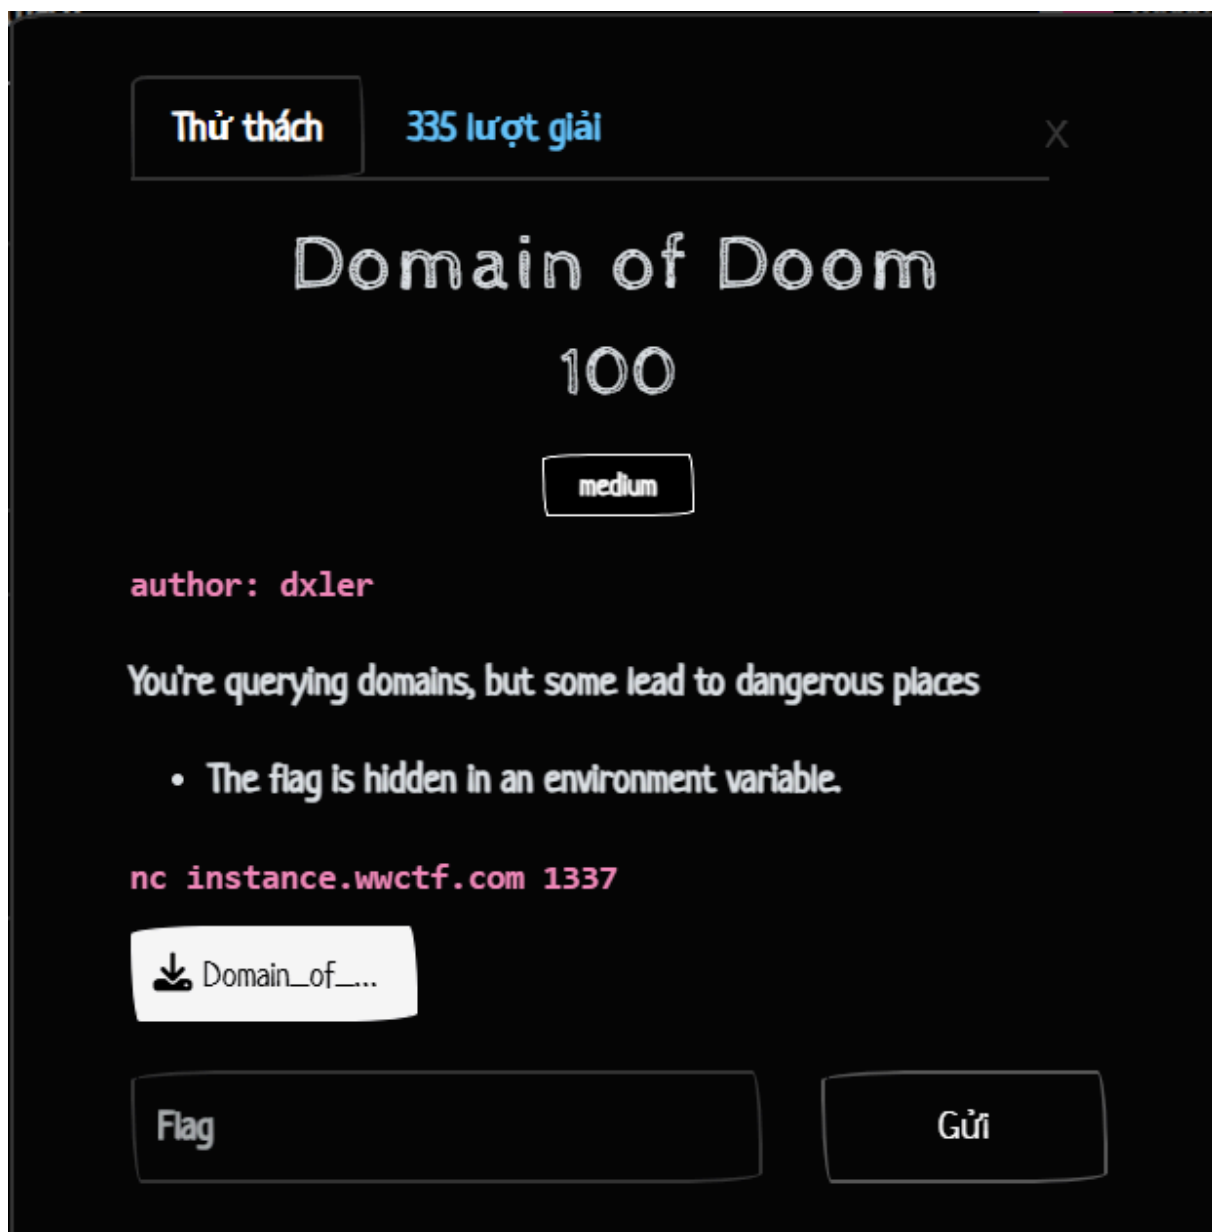 Thử thách
335 lượt giải
X
Domain of Doom
100
medium
author: dxler
You're querying domains, but some lead to dangerous places
• The flag is hidden in an environment variable.
nc instance.wwctf.com 1337
Domain_of_...
Flag
Gửi